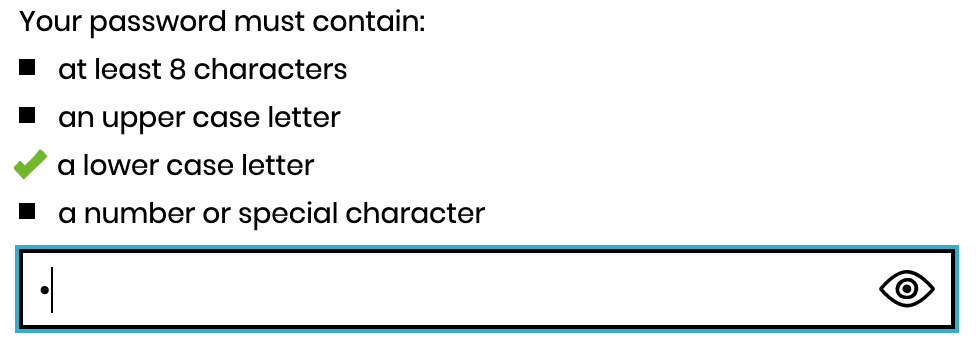 Your password must contain:
at least 8 characters
an upper case letter
a lower case letter
a number or special character
•